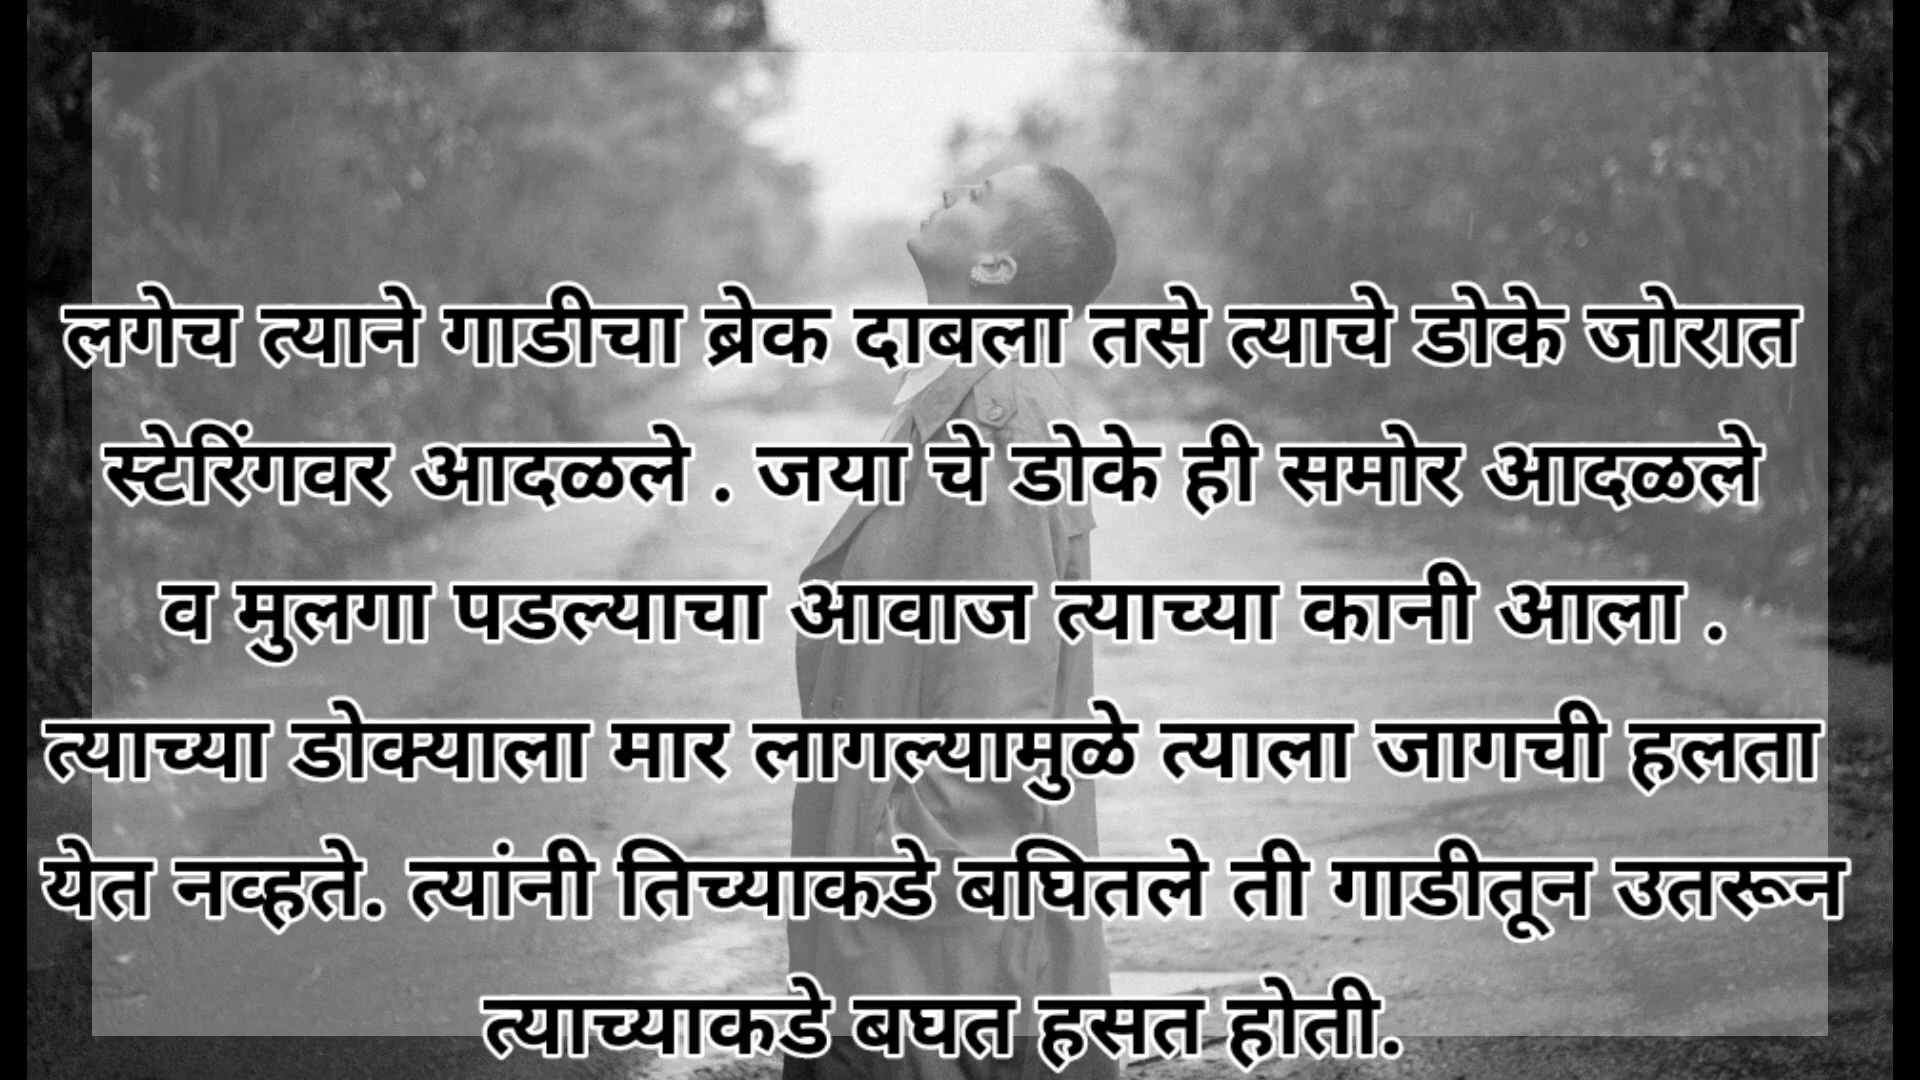 लगेच त्याने गाडीचा ब्रेक दाबला तसे त्याचे डोके जोरात
स्टेरिंगवर आदळले . जया चे डोके ही समोर आदळले
व मुलगा पडल्याचा आवाज त्याच्या कानी आला .
त्याच्या डोक्याला मार लागल्यामुळे त्याला जागची हलता
येत नव्हते. त्यांनी तिच्याकडे बघितले ती गाडीतून उतरून
त्याच्याकडे बघत हसत होती.